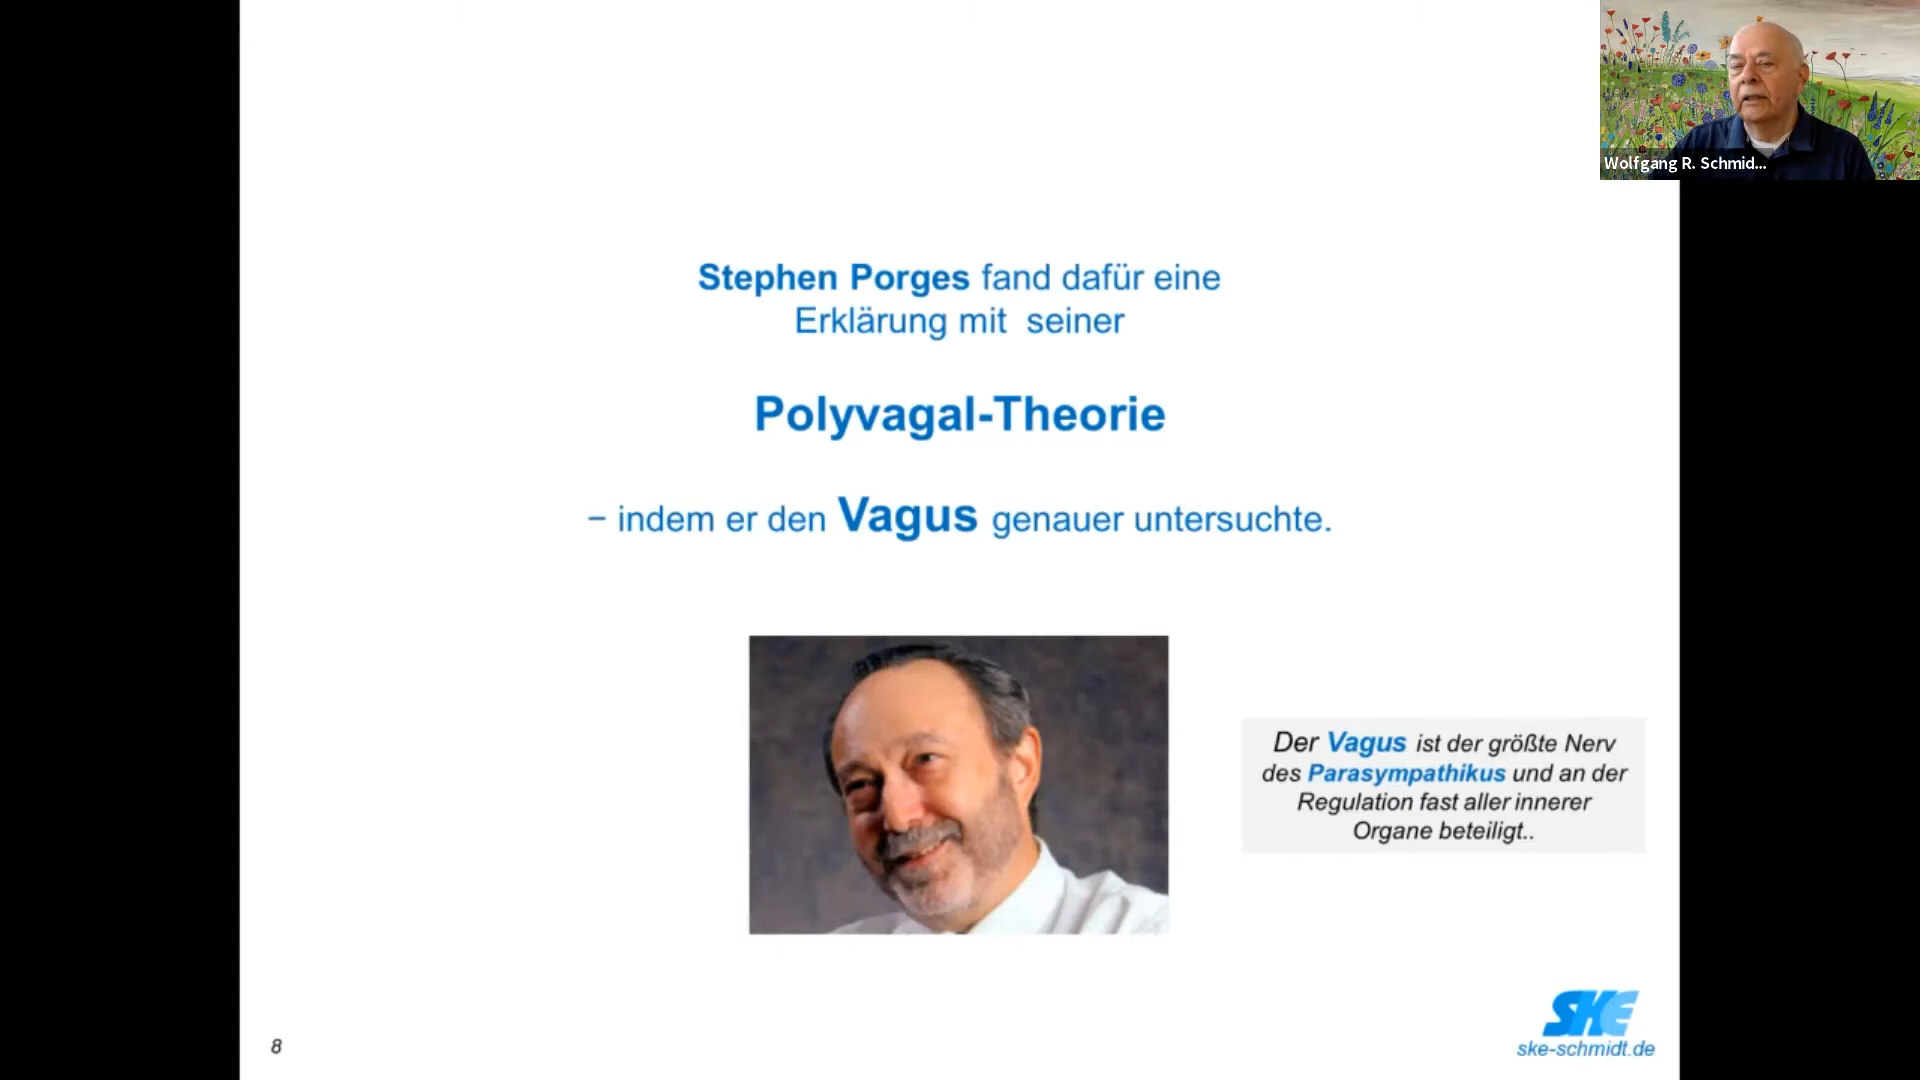 Stephen Porges fand dafür eine
Erklärung mit seiner
Polyvagal-Theorie
– indem er den Vagus genauer untersuchte.
Der Vagus ist der größte Nerv
des Parasympathikus und an der
Regulation fast aller innerer
Organe beteiligt..
SKE
ske-schmidt.de
8
Wolfgang R. Schmid...